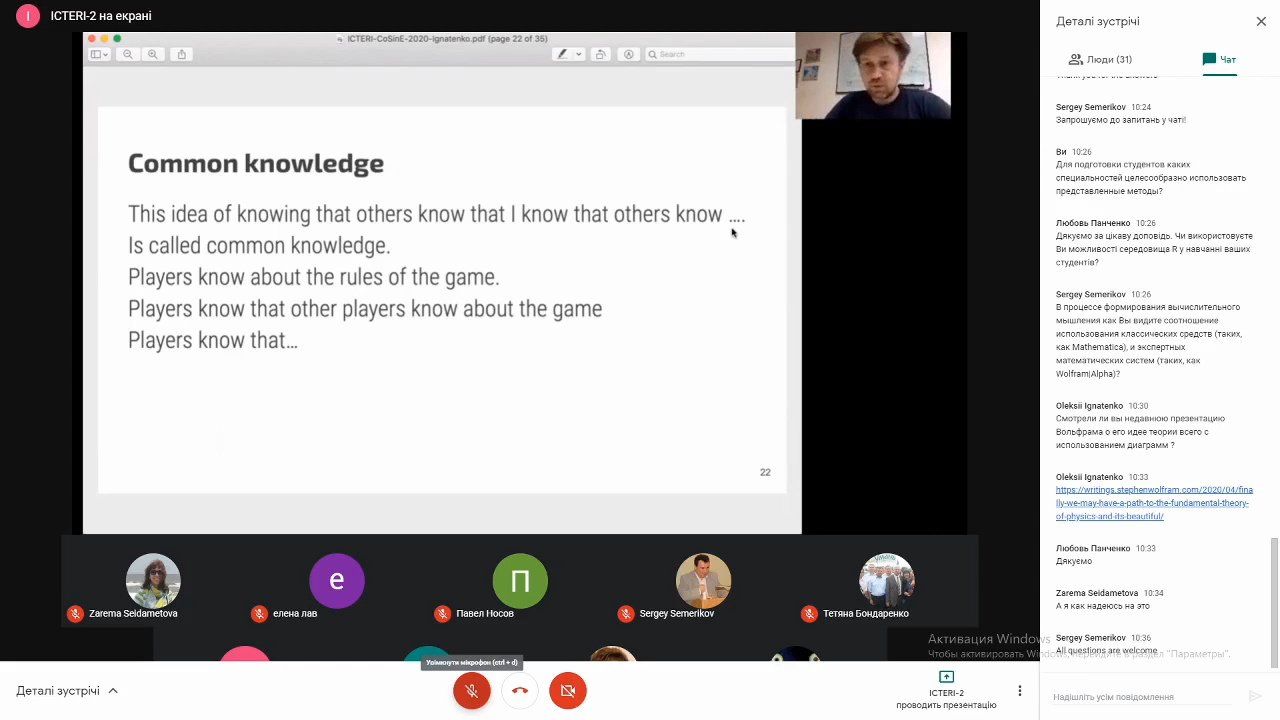 I
ICTERI-2 на екрані
ICTERI-CoSinE-2020-Ignatenko.pdf (page 22 of 35)
Search
Common knowledge
This idea of knowing that others know that I know that others know ….
Is called common knowledge.
Players know about the rules of the game.
Players know that other players know about the game
Players know that…
22
e
П
Zarema Seidametova
елена лав
Павел Носов
Sergey Semerikov
Тетяна Бондаренко
Увімкнути мікрофон (ctrl + d)
Деталі зустрічі
ICTERI-2
проводить презентацію
Деталі зустрічі
Люди (31)
Чат
Thank you for the answers
Sergey Semerikov 10:24
Запрошуємо до запитань у чаті!
Ви 10:26
Для подготовки студентов каких
специальностей целесообразно использовать
представленные методы?
Любовь Панченко 10:26
Дякуємо за цікаву доповідь. Чи використовуєте
Ви можливості середовища R у навчанні ваших
студентів?
Sergey Semerikov 10:26
В процессе формирования вычислительного
мышления как Вы видите соотношение
использования классических средств (таких,
как Mathematica), и экспертных
математических систем (таких, как
Wolfram|Alpha)?
Oleksii Ignatenko 10:30
Смотрели ли вы недавнюю презентацию
Вольфрама о его идее теории всего с
использованием диаграмм ?
Oleksii Ignatenko 10:33
https://writings.stephenwolfram.com/2020/04/fina
lly-we-may-have-a-path-to-the-fundamental-theory-
of-physics-and-its-beautiful/
Любовь Панченко 10:33
Дякуємо
Zarema Seidametova 10:34
А я как надеюсь на это
Sergey Semerikov 10:36
All questions are welcome
Активация Windows
Чтобы активировать Windows, перейдите в раздел "Параметры".
Надішліть усім повідомлення